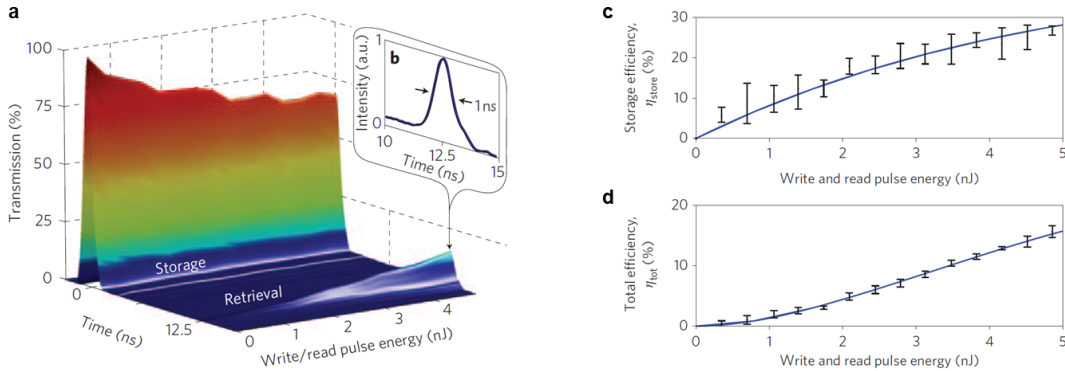 a
100
75
50
25
0
Transmission (%)
Storage
Retrieval
0
12.5
Time (ns)
0
1
2
3
4
Write/read pulse energy (nJ)
b
1
0
Intensity (a.u.)
1 ns
10
12.5
15
Time (ns)
c
30
20
10
0
Storage efficiency,
ηstore (%)
0 1 2 3 4 5
Write and read pulse energy (nJ)
d
20
10
0
Total efficiency,
ηtot (%)
0 1 2 3 4 5
Write and read pulse energy (nJ)